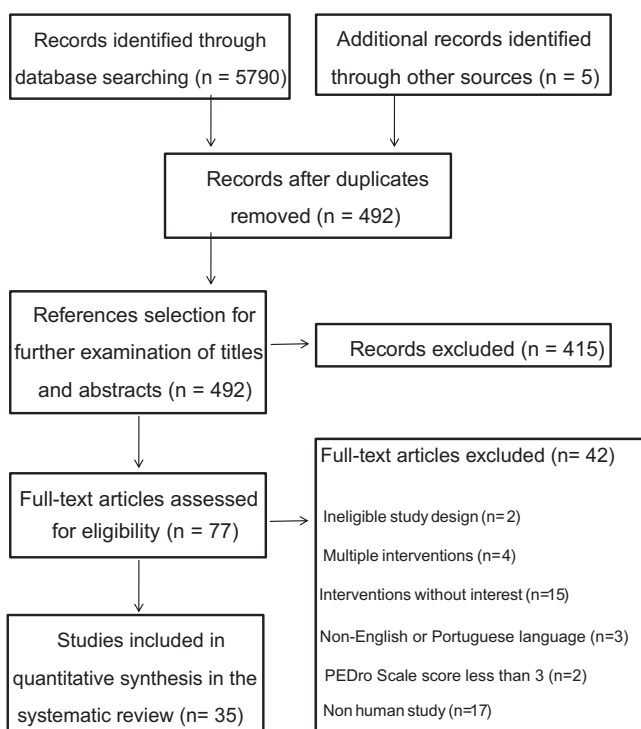 Records identified through
database searching (n = 5790)
Additional records identified
through other sources (n = 5)
Records after duplicates
removed (n = 492)
References selection for
further examination of titles
and abstracts (n = 492)
Records excluded (n = 415)
Full-text articles assessed
for eligibility (n = 77)
Full-text articles excluded (n= 42)
Ineligible study design (n=2)
Multiple interventions (n=4)
Interventions without interest (n=15)
Non-English or Portuguese language (n=3)
PEDro Scale score less than 3 (n=2)
Non human study (n=17)
Studies included in
quantitative synthesis in the
systematic review (n= 35)